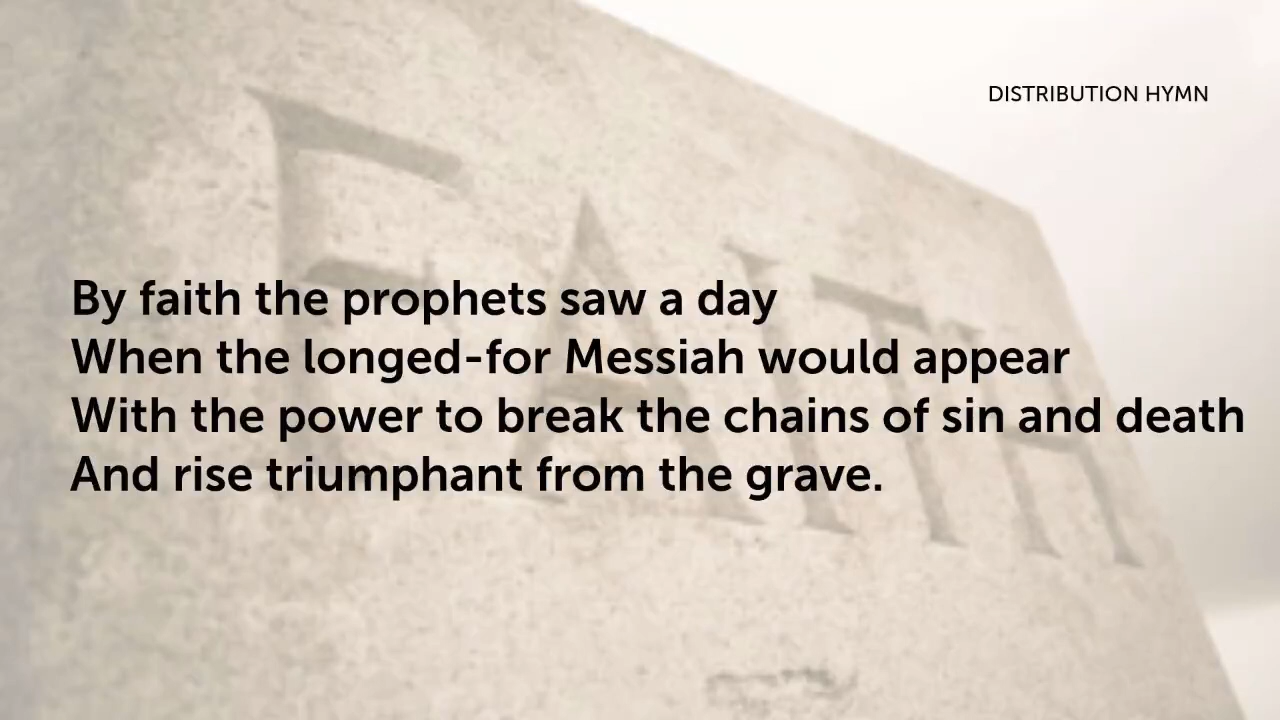 DISTRIBUTION HYMN
FAITH
By faith the prophets saw a day
When the longed-for Messiah would appear
With the power to break the chains of sin and death
And rise triumphant from the grave.